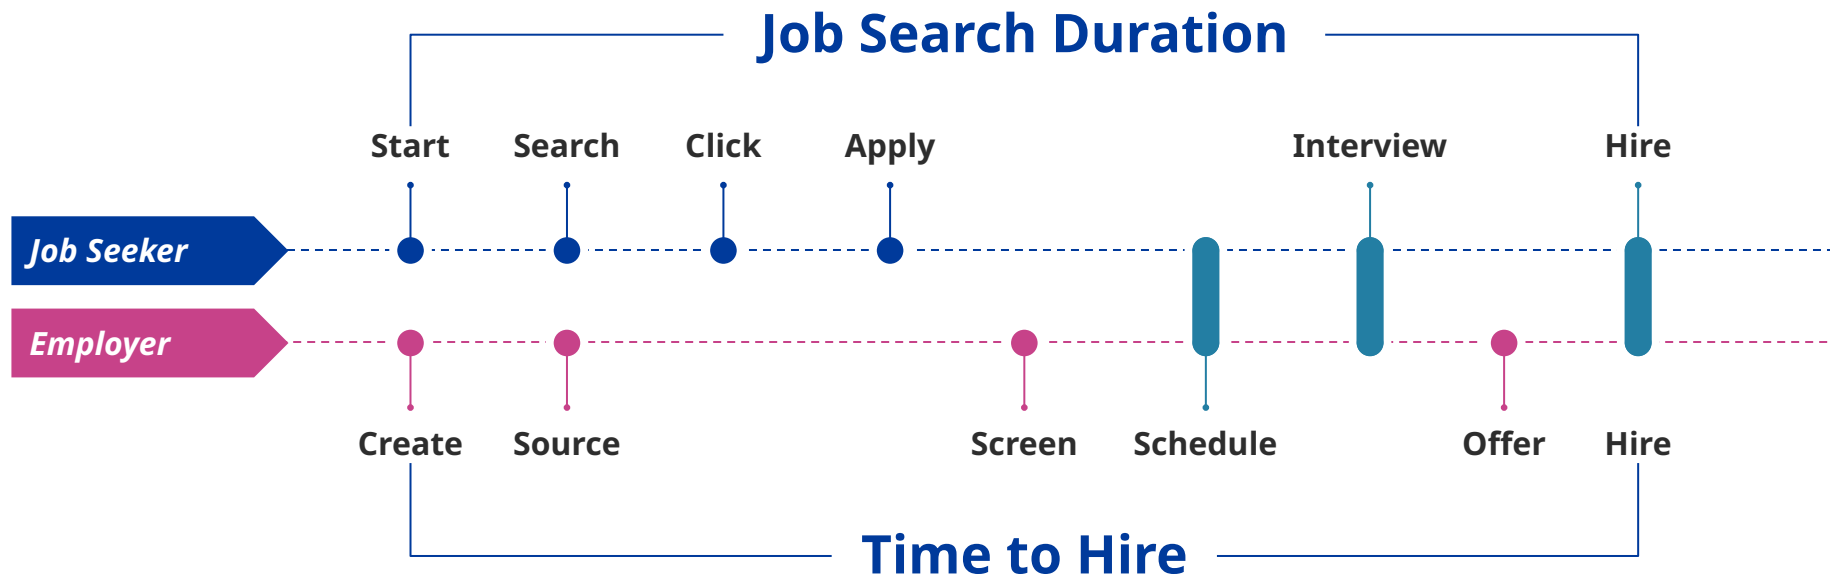 Job Search Duration
Start Search Click Apply Interview Hire
Job Seeker
Employer
Create Source Screen Schedule Offer Hire
Time to Hire